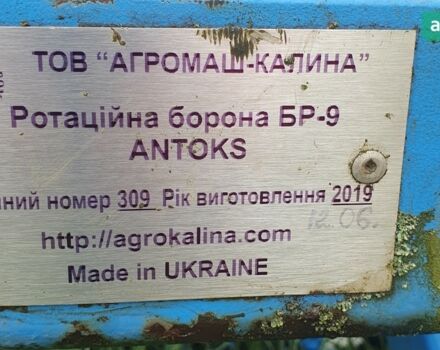 ТОВ “АГРОМАШ-КАЛИНА”
Ротаційна борона БР-9
ANTOKS
номер 309 Рік виготовлення 2019
12.06.
http://agrokalina.com
Made in UKRAINE